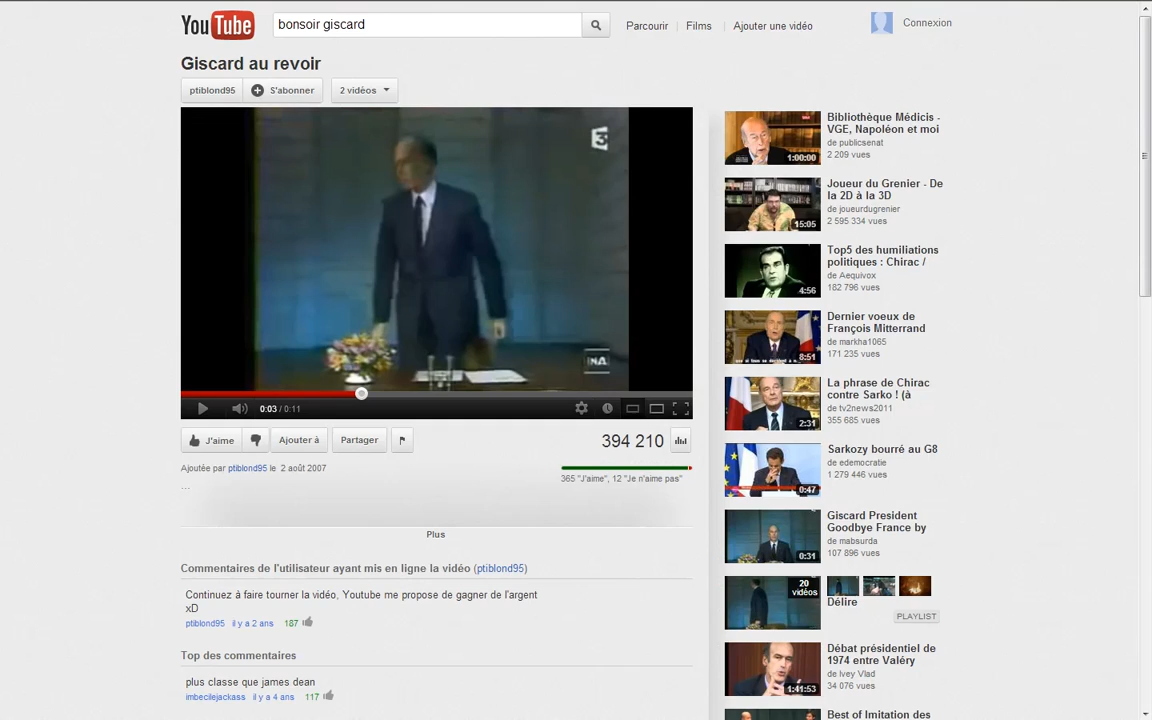 YouTube
bonsoir giscard
Parcourir | Films | Ajouter une vidéo
Connexion
Giscard au revoir
ptiblond95
S'abonner
2 vidéos
3
INA
0:03 / 0:11
J'aime
Ajouter à
Partager
394 210
Ajoutée par ptiblond95 le 2 août 2007
365 "J'aime", 12 "Je n'aime pas"
...
Plus
Commentaires de l'utilisateur ayant mis en ligne la vidéo (ptiblond95)
Continuez à faire tourner la vidéo, Youtube me propose de gagner de l'argent
xD
ptiblond95 il y a 2 ans 187
Top des commentaires
plus classe que james dean
imbecilejackass il y a 4 ans 117
1:00:00
Bibliothèque Médicis -
VGE, Napoléon et moi
de publicsenat
2 209 vues
15:05
Joueur du Grenier - De
la 2D à la 3D
de joueurdugrenier
2 595 334 vues
4:56
Top5 des humiliations
politiques : Chirac /
de Aequivox
182 796 vues
8:51
Dernier voeux de
François Mitterrand
de markha1065
171 235 vues
2:31
La phrase de Chirac
contre Sarko ! (à
de tv2news2011
355 685 vues
0:47
Sarkozy bourré au G8
de edemocratie
1 279 446 vues
0:31
Giscard President
Goodbye France by
de mabsurda
107 896 vues
20
vidéos
Délire
PLAYLIST
1:41:53
Débat présidentiel de
1974 entre Valéry
de Ivey Vlad
34 076 vues
Best of Imitation des